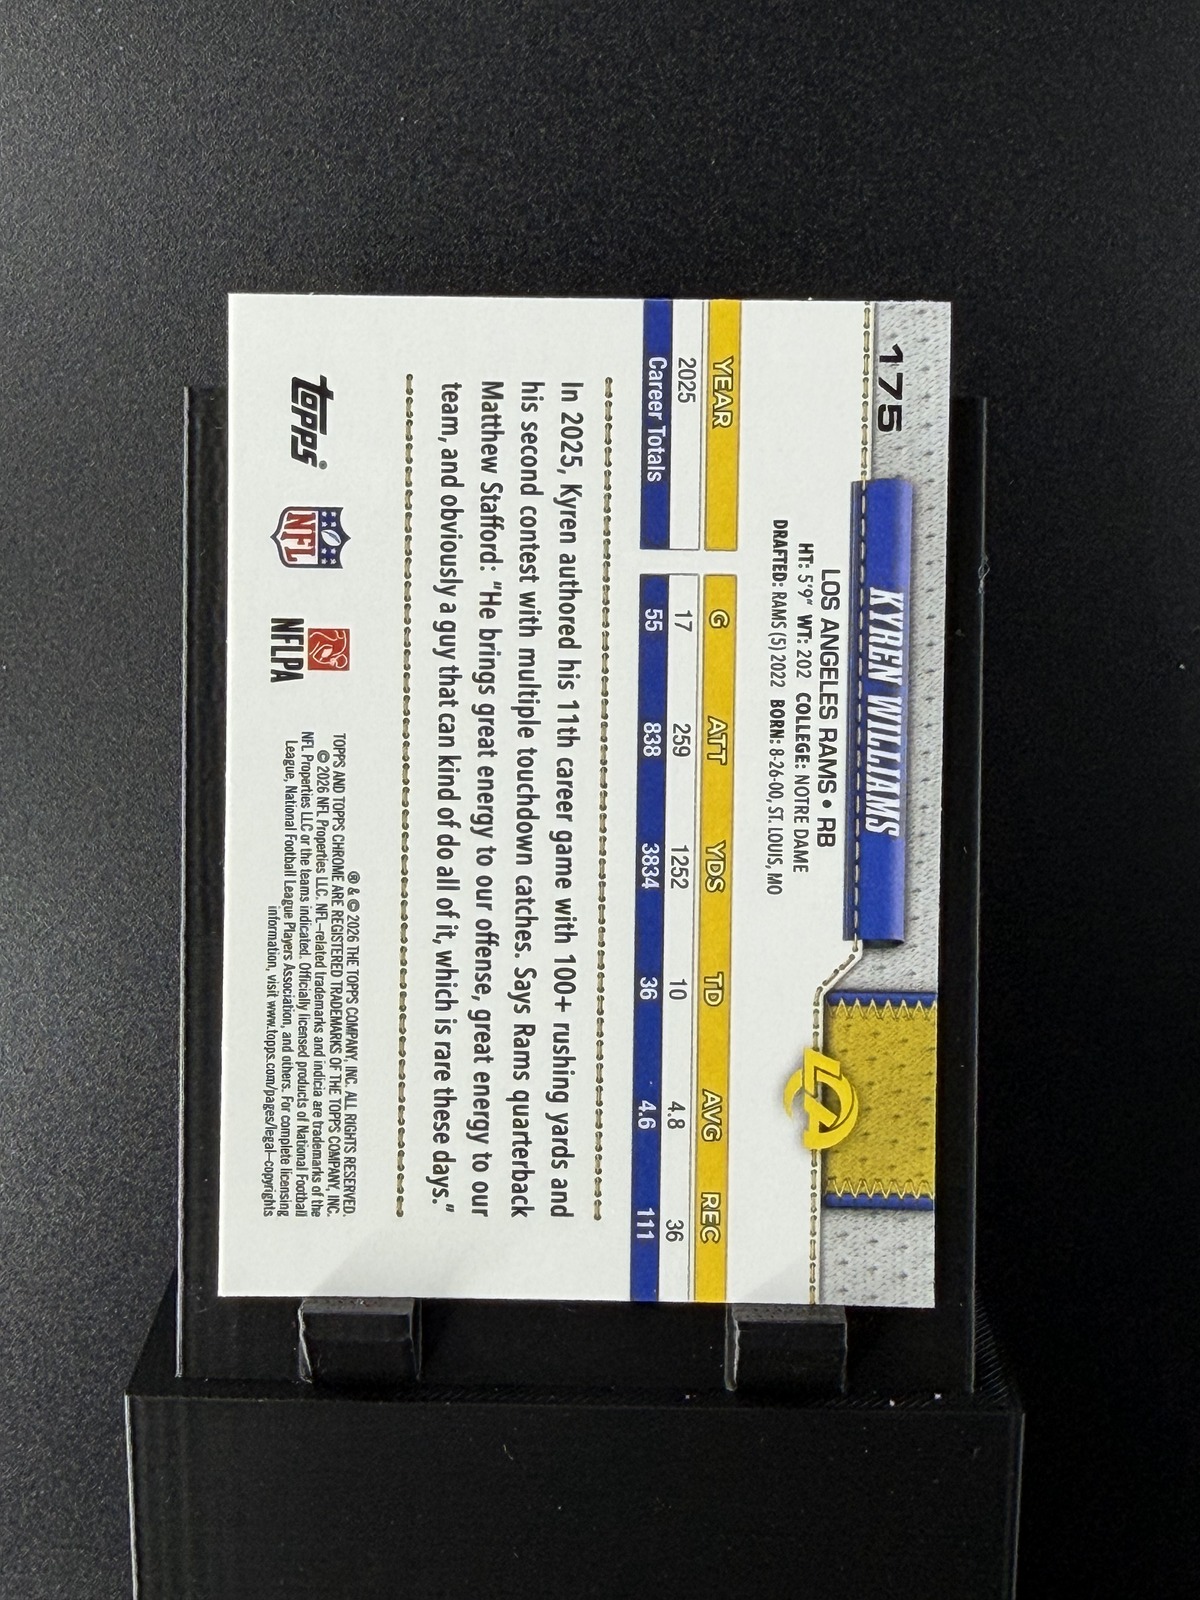 175
KYREN WILLIAMS
LOS ANGELES RAMS • RB
HT: 5'9" WT: 202 COLLEGE: NOTRE DAME
DRAFTED: RAMS (5) 2022 BORN: 8-26-00, ST. LOUIS, MO
LA
YEAR G ATT YDS TD AVG REC
2025 17 259 1252 10 4.8 36
Career Totals 55 838 3834 36 4.6 111
In 2025, Kyren authored his 11th career game with 100+ rushing yards and
his second contest with multiple touchdown catches. Says Rams quarterback
Matthew Stafford: "He brings great energy to our offense, great energy to our
team, and obviously a guy that can kind of do all of it, which is rare these days."
topps®
NFL
NFLPA
® & © 2026 THE TOPPS COMPANY, INC. ALL RIGHTS RESERVED.
TOPPS AND TOPPS CHROME ARE REGISTERED TRADEMARKS OF THE TOPPS COMPANY, INC.
© 2026 NFL Properties LLC. NFL-related trademarks and indicia are trademarks of the
NFL Properties LLC or the teams indicated. Officially licensed products of National Football
League, National Football League Players Association, and others. For complete licensing
information, visit www.topps.com/pages/legal-copyrights